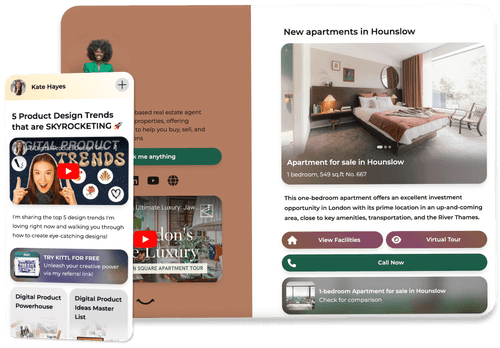 Kate Hayes
5 Product Design Trends
that are SKYROCKETING 🚀
DIGITAL PRODUCT
TRENDS
I'm sharing the top 5 design trends I'm
loving right now and walking you through
how to create eye-catching designs!
TRY KITTL FOR FREE
Unleash your creative power
via my referral link!
Digital Product
Powerhouse
Digital Product
Ideas Master
List
based real estate agent
properties, offering
to help you buy, sell, and
me anything
Ultimate Luxury: Jaw
Luxury
SQUARE APARTMENT TOUR
New apartments in Hounslow
Apartment for sale in Hounslow
1 bedroom, 549 sq.ft No. 667
This one-bedroom apartment offers an excellent investment
opportunity in London with its prime location in an up-and-coming
area, close to key amenities, transportation, and the River Thames.
View Facilities
Virtual Tour
Call Now
1-bedroom Apartment for sale in Hounslow
Check for comparison